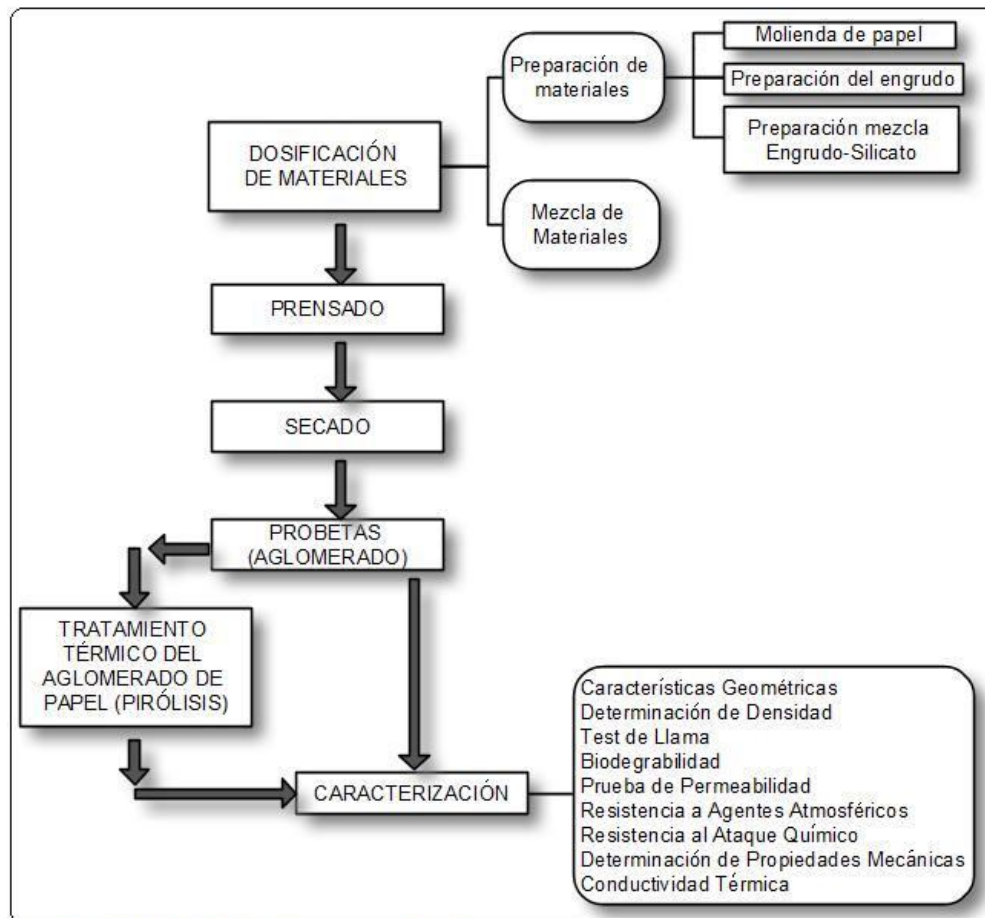 Preparación de
materiales
Molienda de papel
Preparación del engrudo
Preparación mezcla
Engrudo-Silicato
DOSIFICACIÓN
DE MATERIALES
Mezcla de
Materiales
PRENSADO
SECADO
PROBETAS
(AGLOMERADO)
TRATAMIENTO
TÉRMICO DEL
AGLOMERADO DE
PAPEL (PIRÓLISIS)
CARACTERIZACIÓN
Características Geométricas
Determinación de Densidad
Test de Llama
Biodegrabilidad
Prueba de Permeabilidad
Resistencia a Agentes Atmosféricos
Resistencia al Ataque Químico
Determinación de Propiedades Mecánicas
Conductividad Térmica